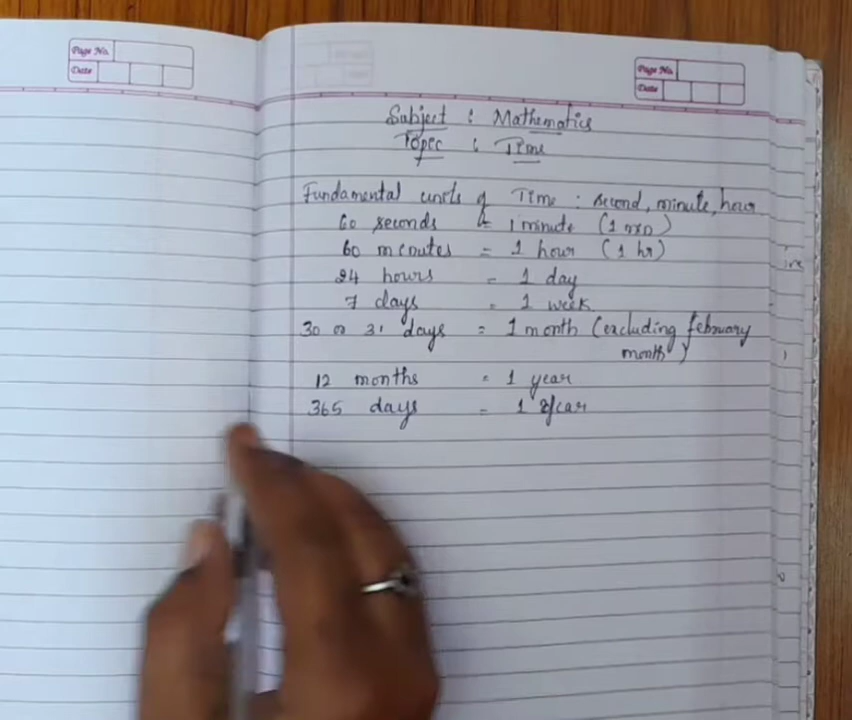 Page No.
Date
Page No.
Date
Subject : Mathematics
Topic : Time
Fundamental units of Time : second, minute, hour
60 seconds = 1 minute (1 min)
60 minutes = 1 hour (1 hr)
24 hours = 1 day
7 days = 1 week.
30 or 31 days = 1 month (excluding february
month)
12 months = 1 year
365 days = 1 year